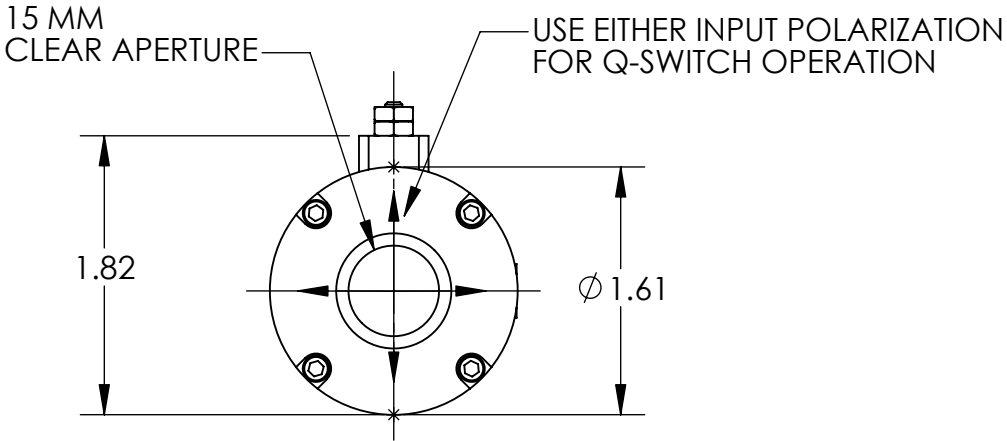 15 MM
CLEAR APERTURE
USE EITHER INPUT POLARIZATION
FOR Q-SWITCH OPERATION
1.82
∅ 1.61